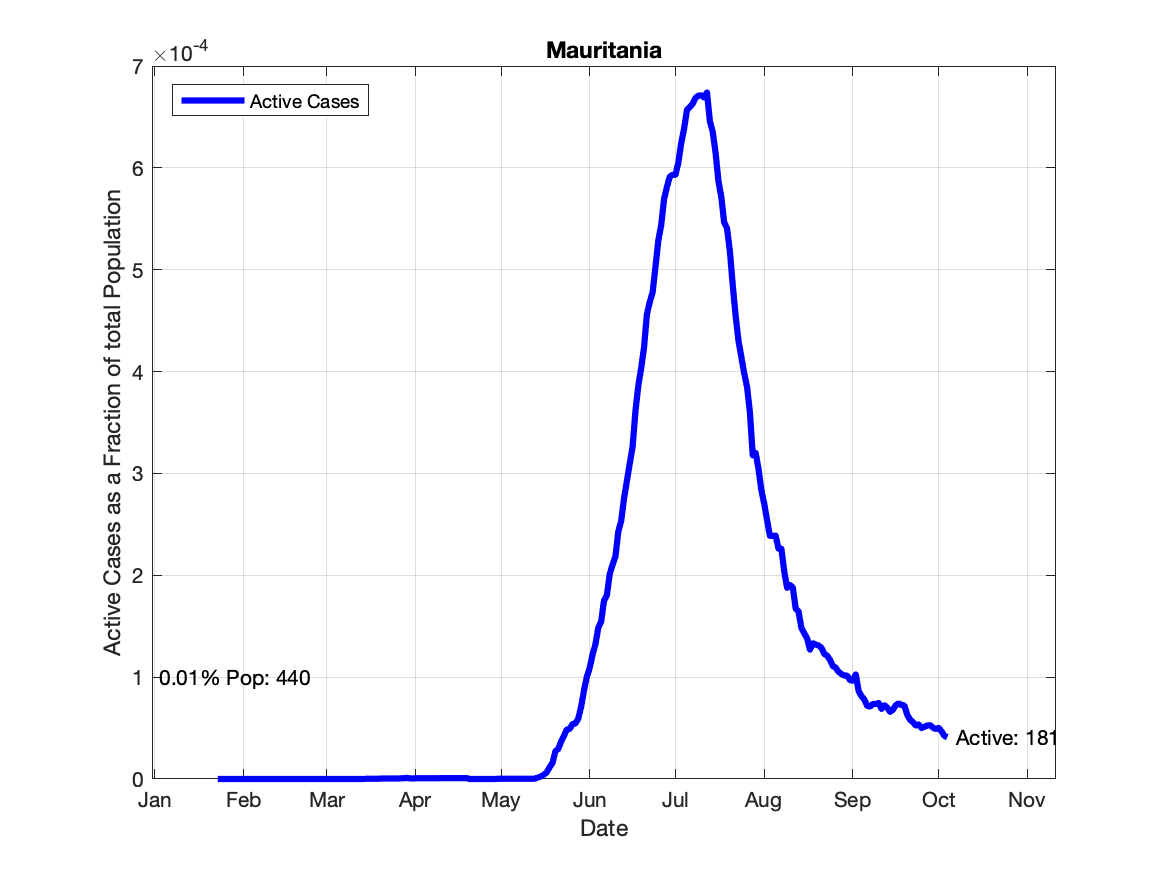 Mauritania
×10-4
Active Cases
7
6
5
4
3
2
1
0
0.01% Pop: 440
Active: 181
Active Cases as a Fraction of total Population
Jan Feb Mar Apr May Jun Jul Aug Sep Oct Nov
Date